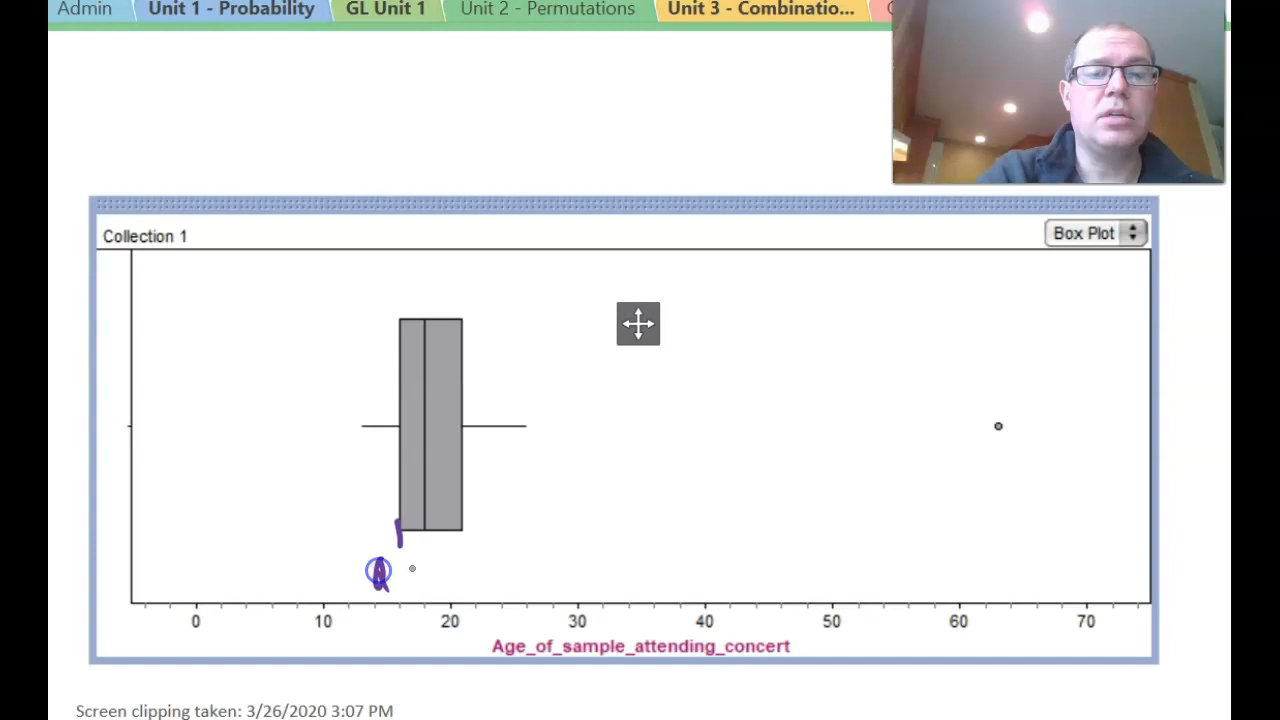 Admin Unit 1 - Probability GL Unit 1 Unit 2 - Permutations Unit 3 - Combinatio...
Collection 1 Box Plot
0 10 20 30 40 50 60 70
Age_of_sample_attending_concert
Screen clipping taken: 3/26/2020 3:07 PM